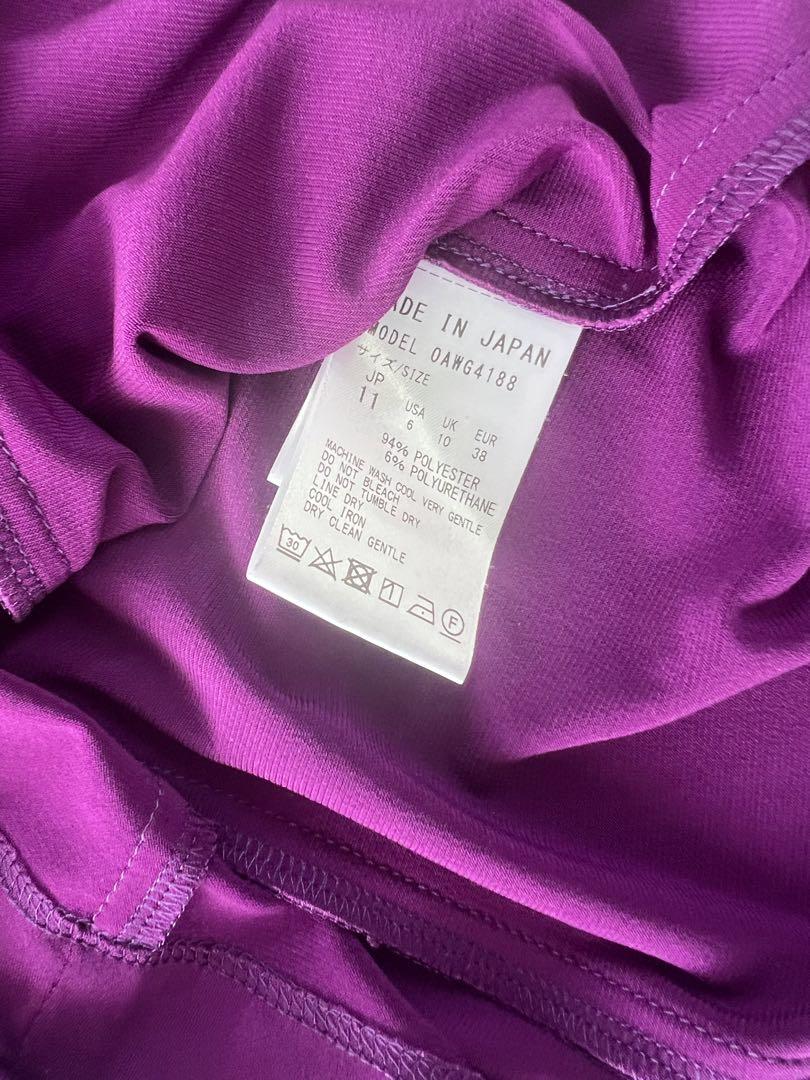 MADE IN JAPAN
MODEL OAWG4188
サイズ/SIZE
JP USA UK EUR
11 6 10 38
94% POLYESTER
6% POLYURETHANE
MACHINE WASH COOL VERY GENTLE
DO NOT BLEACH
DO NOT TUMBLE DRY
LINE DRY
COOL IRON
DRY CLEAN GENTLE
30
F